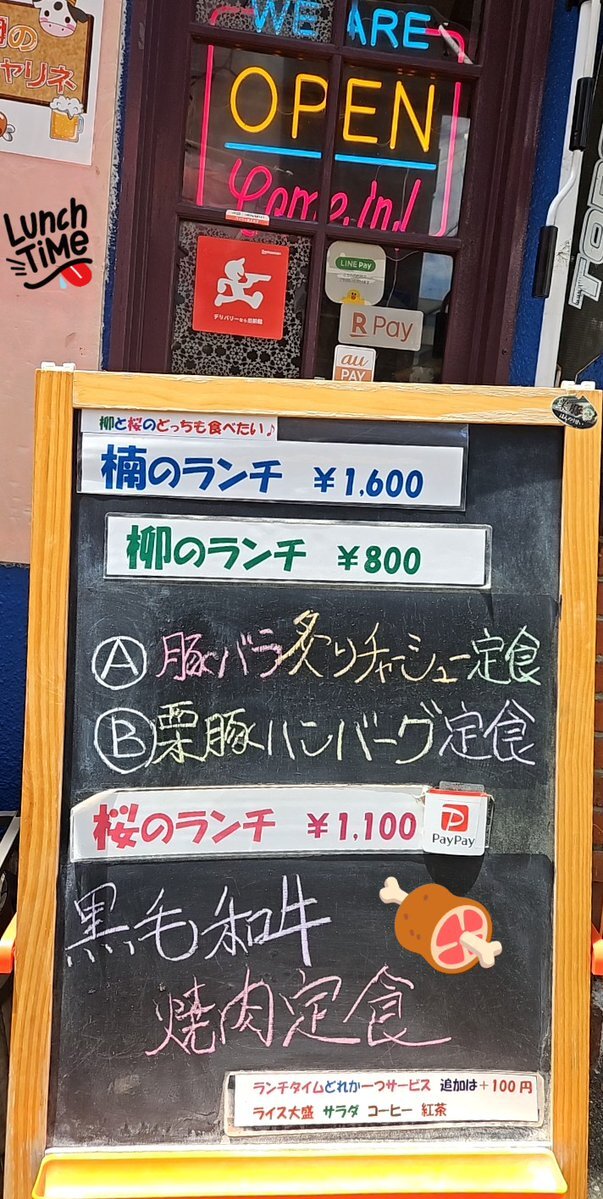 WE ARE
OPEN
Come in!
LUNCH
TIME
デリバリーなら出前館
LINE Pay
R Pay
au
PAY
柳と桜のどっちも食べたい♪
楠のランチ ￥1,600
柳のランチ ￥800
Ⓐ豚バラ炙りチャーシュー定食
Ⓑ栗豚ハンバーグ定食
桜のランチ ￥1,100
PayPay
黒毛和牛
焼肉定食
ランチタイムどれか一つサービス 追加は＋100円
ライス大盛 サラダ コーヒー 紅茶